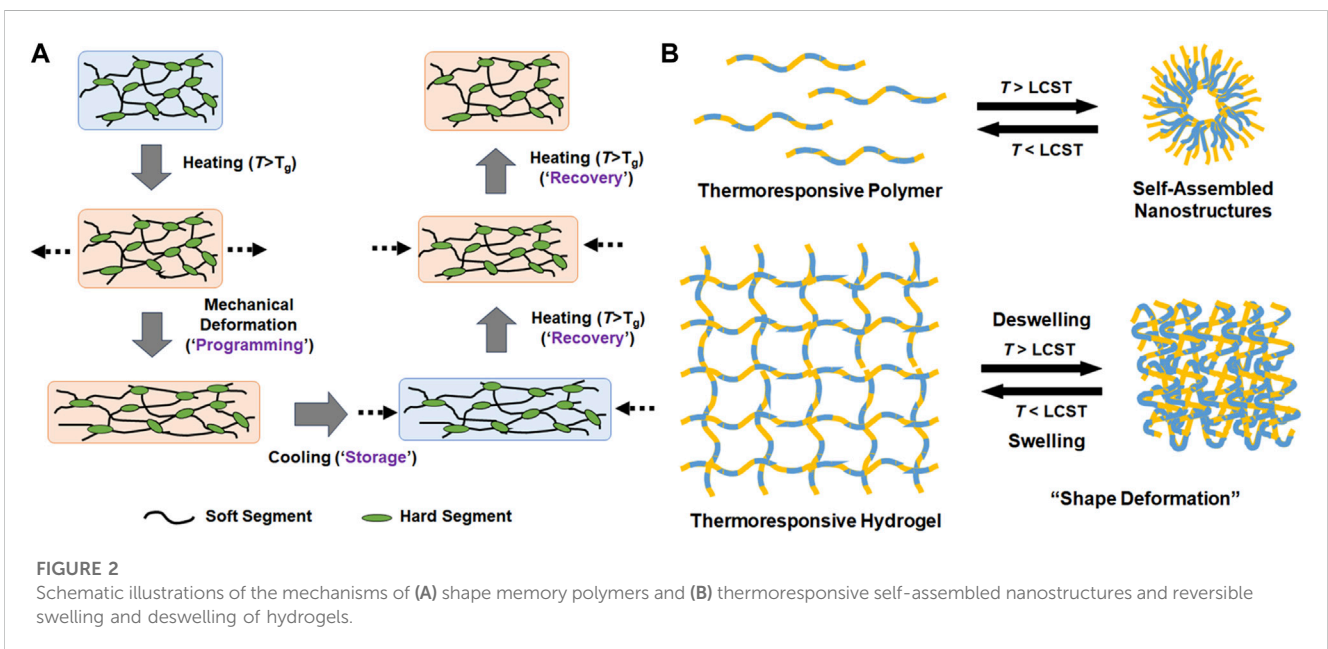 A
Heating (T>Tg)
Mechanical
Deformation
('Programming')
Cooling ('Storage')
Heating (T>Tg)
('Recovery')
Heating (T>Tg)
('Recovery')
Soft Segment
Hard Segment
B
T > LCST
T < LCST
Thermoresponsive Polymer
Self-Assembled
Nanostructures
Deswelling
T > LCST
T < LCST
Swelling
Thermoresponsive Hydrogel
“Shape Deformation”
FIGURE 2
Schematic illustrations of the mechanisms of (A) shape memory polymers and (B) thermoresponsive self-assembled nanostructures and reversible
swelling and deswelling of hydrogels.